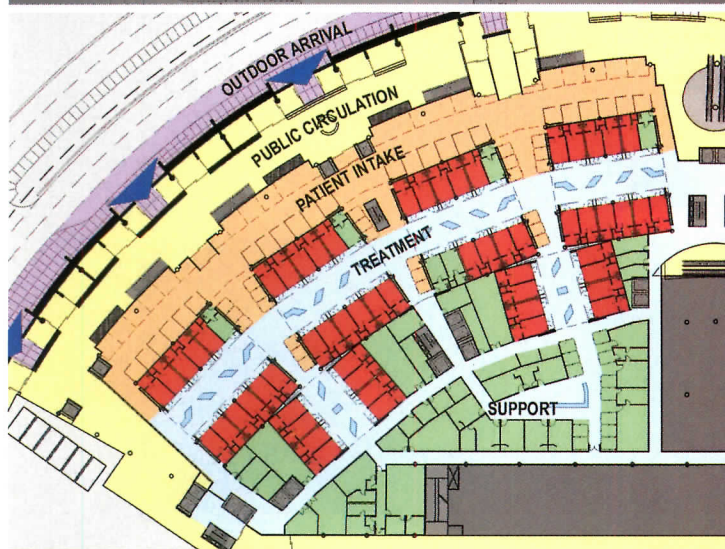 OUTDOOR ARRIVAL
PUBLIC CIRCULATION
PATIENT INTAKE
TREATMENT
SUPPORT